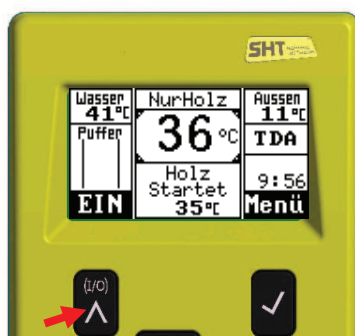 SHT
Wasser
41°C
Puffer
EIN
NurHolz
36 °C
Holz
Startet
35°C
Aussen
11°C
TDA
9:56
Menü
(I/O)